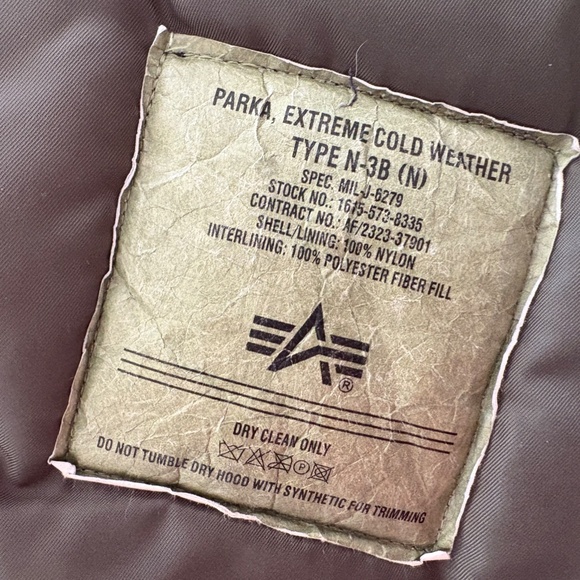 PARKA, EXTREME COLD WEATHER
TYPE N-3B (N)
SPEC. MIL-J-6279
STOCK NO.: 1615-573-8335
CONTRACT NO.: AF/2323-37901
SHELL/LINING: 100% NYLON
INTERLINING: 100% POLYESTER FIBER FILL
®
DRY CLEAN ONLY
P
DO NOT TUMBLE DRY HOOD WITH SYNTHETIC FUR TRIMMING